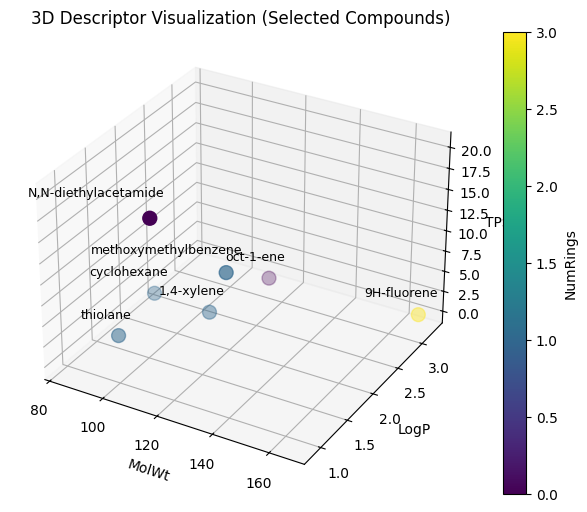 3D Descriptor Visualization (Selected Compounds)
N,N-diethylacetamide
methoxymethylbenzene
oct-1-ene
cyclohexane
1,4-xylene
9H-fluorene
thiolane
80
100
120
140
160
MolWt
1.0
1.5
2.0
2.5
3.0
LogP
0.0
2.5
5.0
7.5
10.0
12.5
15.0
17.5
20.0
TP
3.0
2.5
2.0
1.5
1.0
0.5
0.0
NumRings